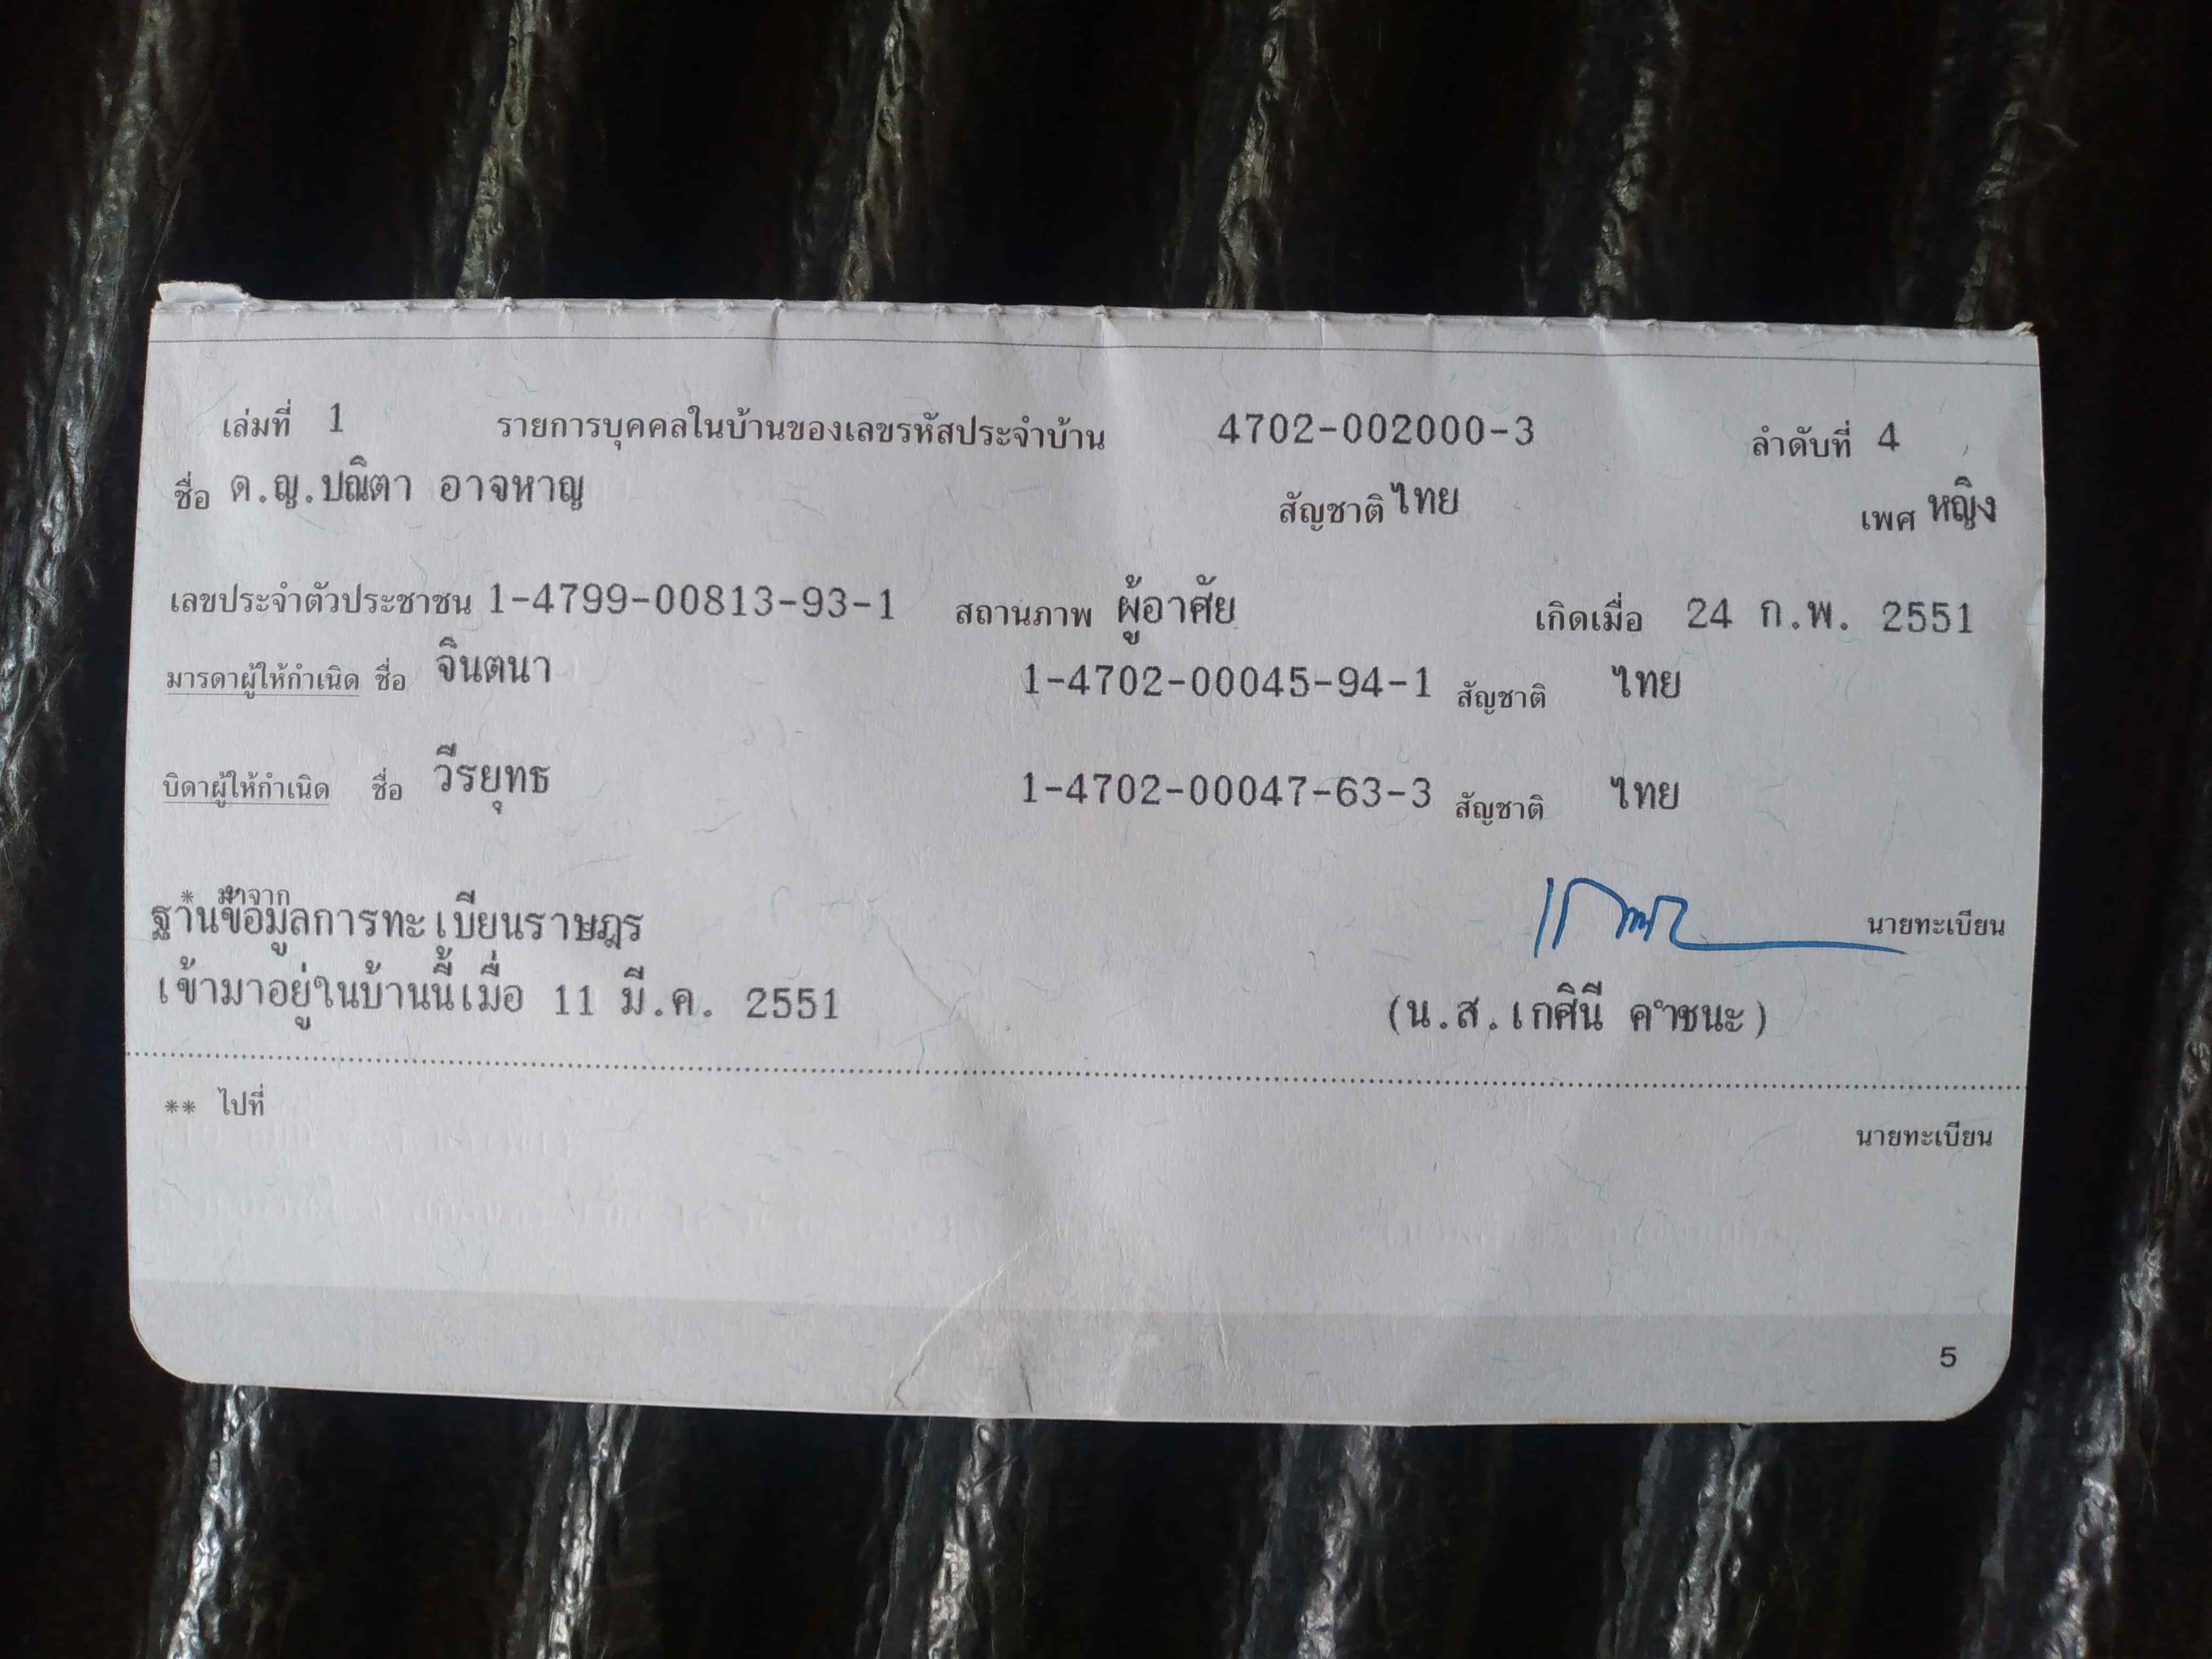 เล่มที่ 1 รายการบุคคลในบ้านของเลขรหัสประจำบ้าน 4702-002000-3 ลำดับที่ 4
ชื่อ ด.ญ.ปณิตา อาจหาญ สัญชาติ ไทย เพศ หญิง
เลขประจำตัวประชาชน 1-4799-00813-93-1 สถานภาพ ผู้อาศัย เกิดเมื่อ 24 ก.พ. 2551
มารดาผู้ให้กำเนิด ชื่อ จินตนา 1-4702-00045-94-1 สัญชาติ ไทย
บิดาผู้ให้กำเนิด ชื่อ วีรยุทธ 1-4702-00047-63-3 สัญชาติ ไทย
* มาจาก
ฐานข้อมูลการทะเบียนราษฎร นายทะเบียน
เข้ามาอยู่ในบ้านนี้เมื่อ 11 มี.ค. 2551 (น.ส.เกศินี คำชนะ)
** ไปที่
นายทะเบียน
5